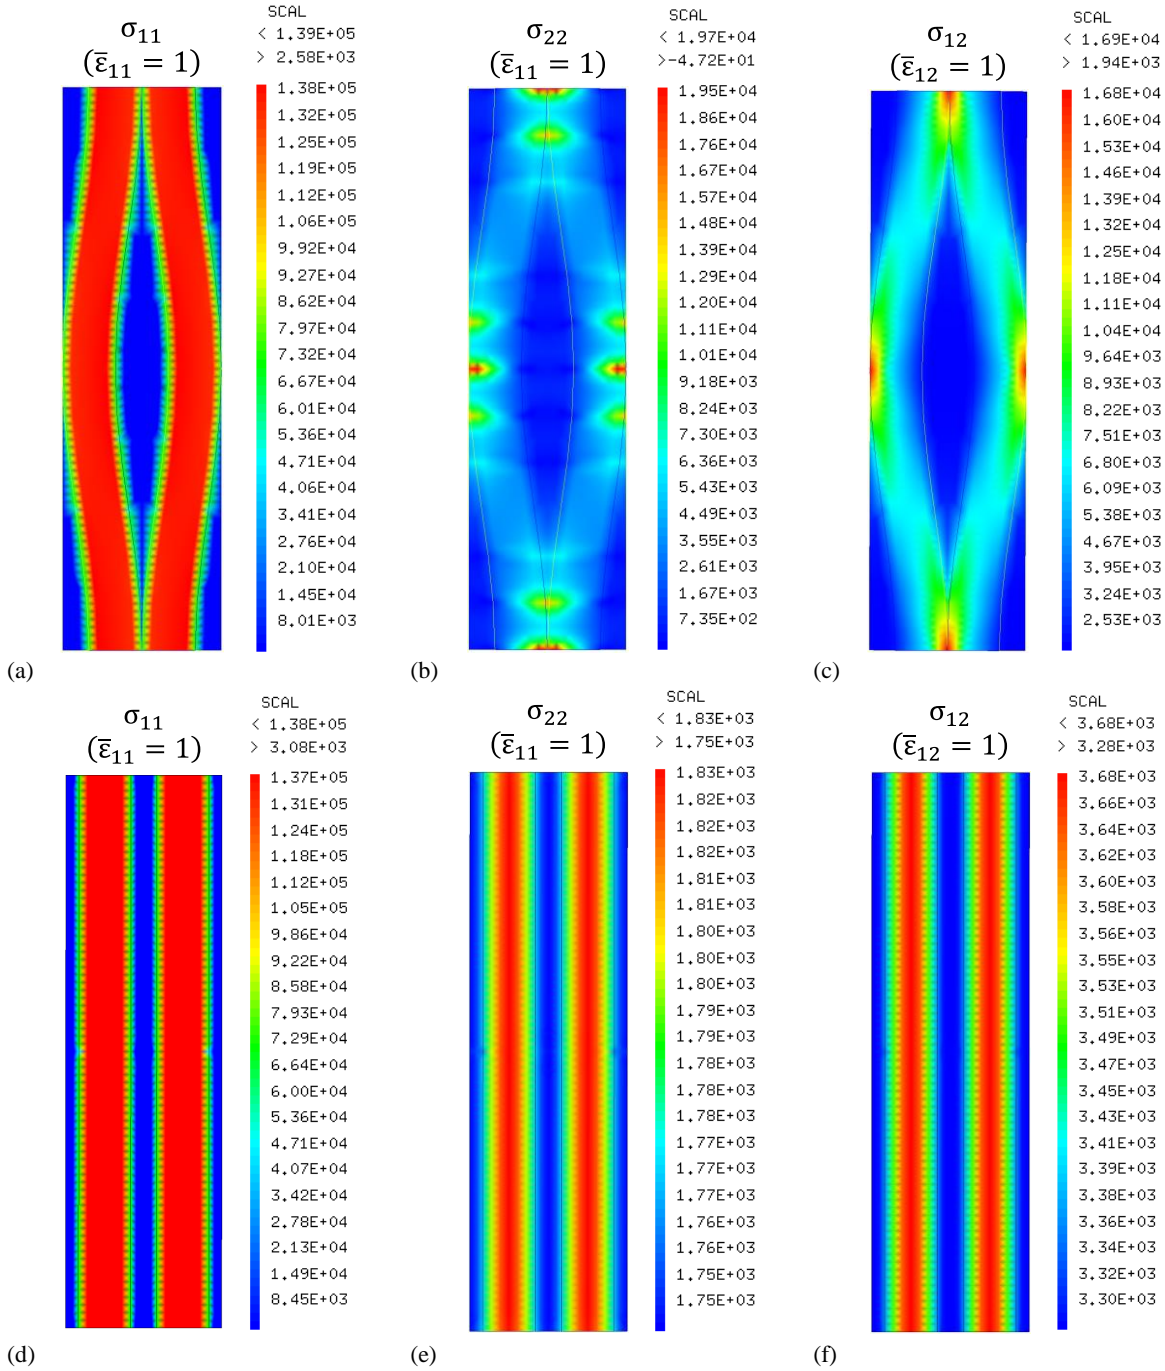 σ11
(ε̅11 = 1)
SCAL
< 1.39E+05
> 2.58E+03
1.38E+05
1.32E+05
1.25E+05
1.19E+05
1.12E+05
1.06E+05
9.92E+04
9.27E+04
8.62E+04
7.97E+04
7.32E+04
6.67E+04
6.01E+04
5.36E+04
4.71E+04
4.06E+04
3.41E+04
2.76E+04
2.10E+04
1.45E+04
8.01E+03
(a)
σ22
(ε̅11 = 1)
SCAL
< 1.97E+04
>-4.72E+01
1.95E+04
1.86E+04
1.76E+04
1.67E+04
1.57E+04
1.48E+04
1.39E+04
1.29E+04
1.20E+04
1.11E+04
1.01E+04
9.18E+03
8.24E+03
7.30E+03
6.36E+03
5.43E+03
4.49E+03
3.55E+03
2.61E+03
1.67E+03
7.35E+02
(b)
σ12
(ε̅12 = 1)
SCAL
< 1.69E+04
> 1.94E+03
1.68E+04
1.60E+04
1.53E+04
1.46E+04
1.39E+04
1.32E+04
1.25E+04
1.18E+04
1.11E+04
1.04E+04
9.64E+03
8.93E+03
8.22E+03
7.51E+03
6.80E+03
6.09E+03
5.38E+03
4.67E+03
3.95E+03
3.24E+03
2.53E+03
(c)
σ11
(ε̅11 = 1)
SCAL
< 1.38E+05
> 3.08E+03
1.37E+05
1.31E+05
1.24E+05
1.18E+05
1.12E+05
1.05E+05
9.86E+04
9.22E+04
8.58E+04
7.93E+04
7.29E+04
6.64E+04
6.00E+04
5.36E+04
4.71E+04
4.07E+04
3.42E+04
2.78E+04
2.13E+04
1.49E+04
8.45E+03
(d)
σ22
(ε̅11 = 1)
SCAL
< 1.83E+03
> 1.75E+03
1.83E+03
1.82E+03
1.82E+03
1.82E+03
1.81E+03
1.81E+03
1.80E+03
1.80E+03
1.80E+03
1.79E+03
1.79E+03
1.78E+03
1.78E+03
1.78E+03
1.77E+03
1.77E+03
1.77E+03
1.76E+03
1.76E+03
1.75E+03
1.75E+03
(e)
σ12
(ε̅12 = 1)
SCAL
< 3.68E+03
> 3.28E+03
3.68E+03
3.66E+03
3.64E+03
3.62E+03
3.60E+03
3.58E+03
3.56E+03
3.55E+03
3.53E+03
3.51E+03
3.49E+03
3.47E+03
3.45E+03
3.43E+03
3.41E+03
3.39E+03
3.38E+03
3.36E+03
3.34E+03
3.32E+03
3.30E+03
(f)